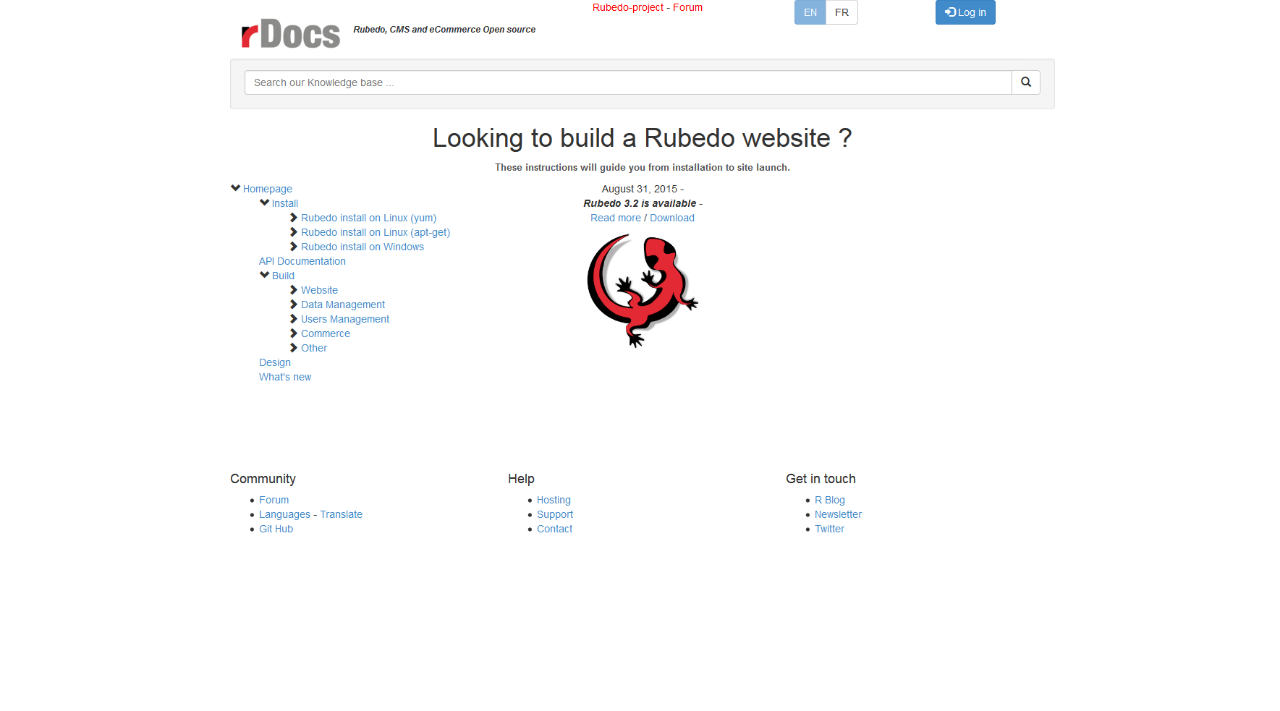 Rubedo-project - Forum
EN FR
Log in
rDocs
Rubedo, CMS and eCommerce Open source
Search our Knowledge base ...
Looking to build a Rubedo website ?
These instructions will guide you from installation to site launch.
Homepage
Install
Rubedo install on Linux (yum)
Rubedo install on Linux (apt-get)
Rubedo install on Windows
API Documentation
Build
Website
Data Management
Users Management
Commerce
Other
Design
What's new
August 31, 2015 -
Rubedo 3.2 is available -
Read more / Download
Community
Forum
Languages - Translate
Git Hub
Help
Hosting
Support
Contact
Get in touch
R Blog
Newsletter
Twitter